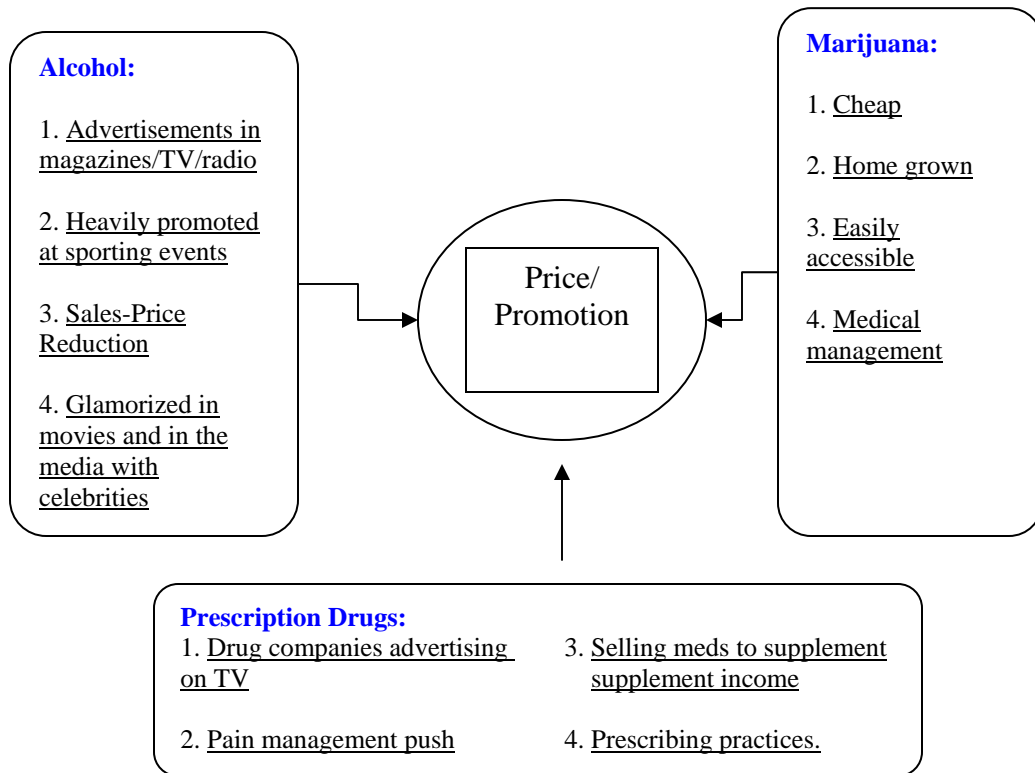 Alcohol:
1. Advertisements in
magazines/TV/radio
2. Heavily promoted
at sporting events
3. Sales-Price
Reduction
4. Glamorized in
movies and in the
media with
celebrities
Price/
Promotion
Marijuana:
1. Cheap
2. Home grown
3. Easily
accessible
4. Medical
management
Prescription Drugs:
1. Drug companies advertising
on TV
2. Pain management push
3. Selling meds to supplement
supplement income
4. Prescribing practices.